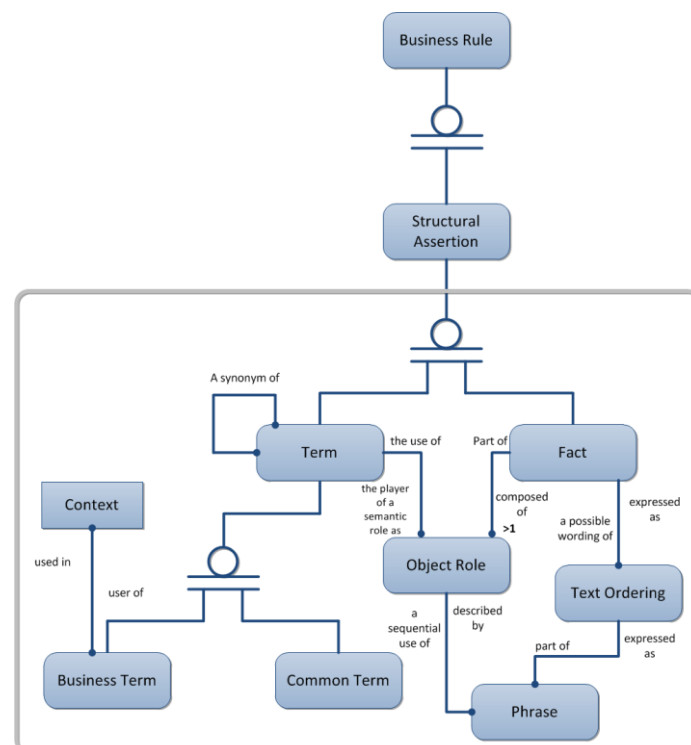 Business Rule
Structural
Assertion
A synonym of
Term
the use of
Part of
Fact
the player
of a
semantic
role as
composed
of
>1
expressed
as
a possible
wording of
Context
used in
user of
Object Role
Text Ordering
a
sequential
use of
described
by
part of
expressed
as
Business Term
Common Term
Phrase